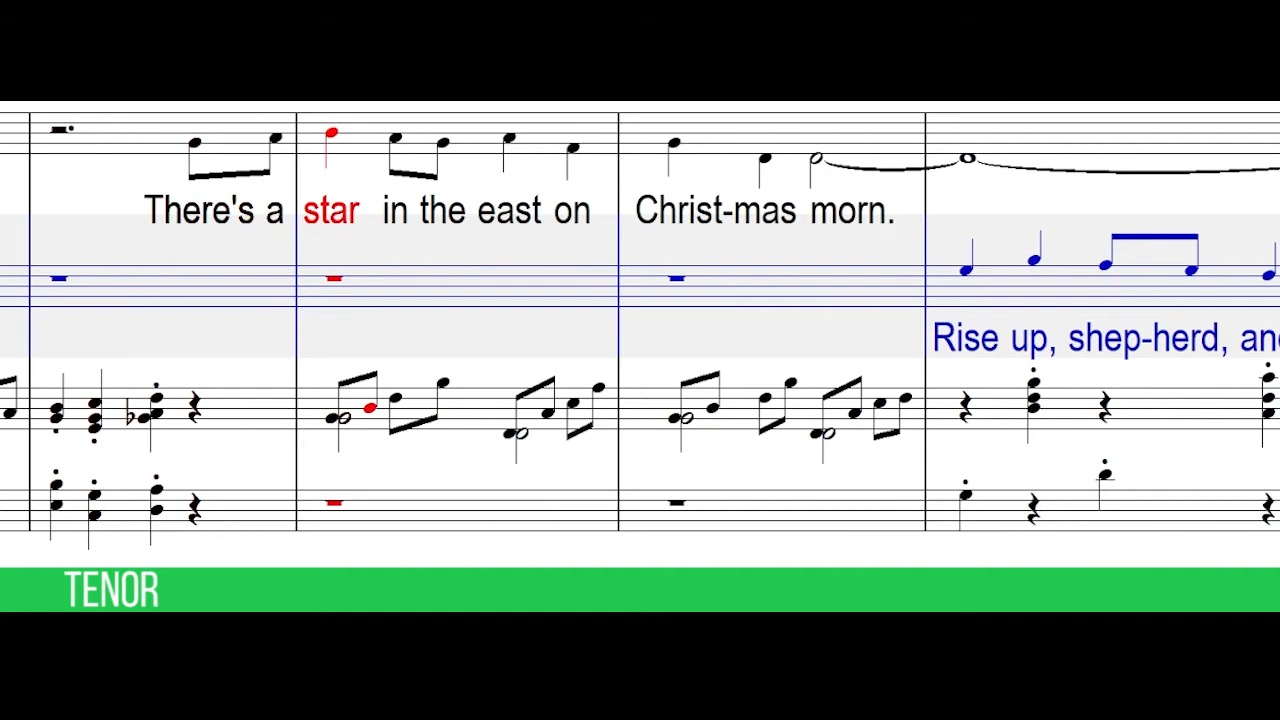 There's a star in the east on Christ-mas morn.
Rise up, shep-herd, an
TENOR